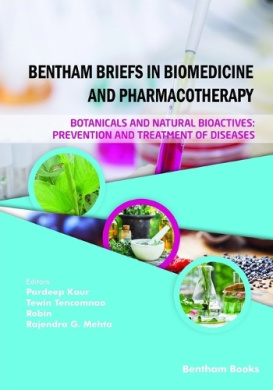 BENTHAM BRIEFS IN BIOMEDICINE
AND PHARMACOTHERAPY
BOTANICALS AND NATURAL BIOACTIVES:
PREVENTION AND TREATMENT OF DISEASES
Editors:
Pardeep Kaur
Tewin Tencomnao
Robin
Rajendra G. Mehta
Bentham Books